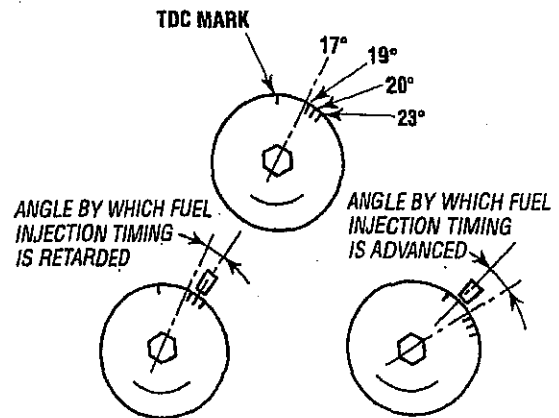 TDC MARK
17°
19°
20°
23°
ANGLE BY WHICH FUEL
INJECTION TIMING
IS RETARDED
ANGLE BY WHICH FUEL
INJECTION TIMING
IS ADVANCED